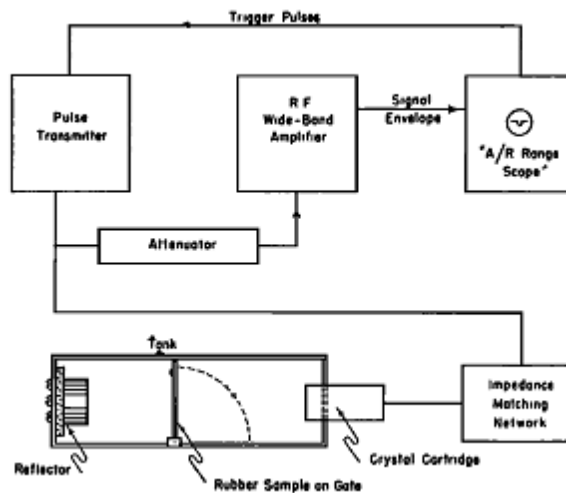 Trigger Pulses
Pulse
Transmitter
RF
Wide-Band
Amplifier
Signal
Envelope
"A/R Range
Scope"
Attenuator
Tank
Impedance
Matching
Network
Reflector
Rubber Sample on Gate
Crystal Cartridge